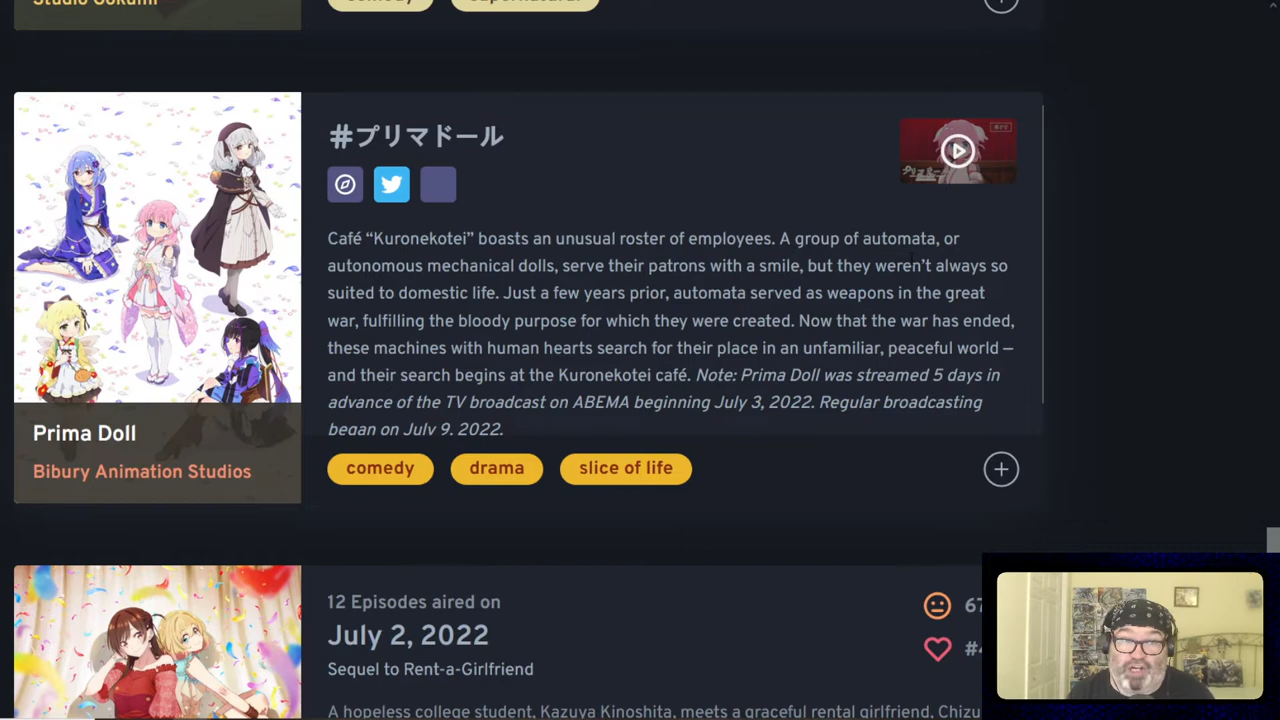 Studio Gokumi
comedy
supernatural
Prima Doll
Bibury Animation Studios
#プリマドール
Café “Kuronekotei” boasts an unusual roster of employees. A group of automata, or
autonomous mechanical dolls, serve their patrons with a smile, but they weren’t always so
suited to domestic life. Just a few years prior, automata served as weapons in the great
war, fulfilling the bloody purpose for which they were created. Now that the war has ended,
these machines with human hearts search for their place in an unfamiliar, peaceful world —
and their search begins at the Kuronekotei café. Note: Prima Doll was streamed 5 days in
advance of the TV broadcast on ABEMA beginning July 3, 2022. Regular broadcasting
began on July 9, 2022.
comedy
drama
slice of life
12 Episodes aired on
July 2, 2022
Sequel to Rent-a-Girlfriend
A hopeless college student, Kazuya Kinoshita, meets a graceful rental girlfriend, Chizu